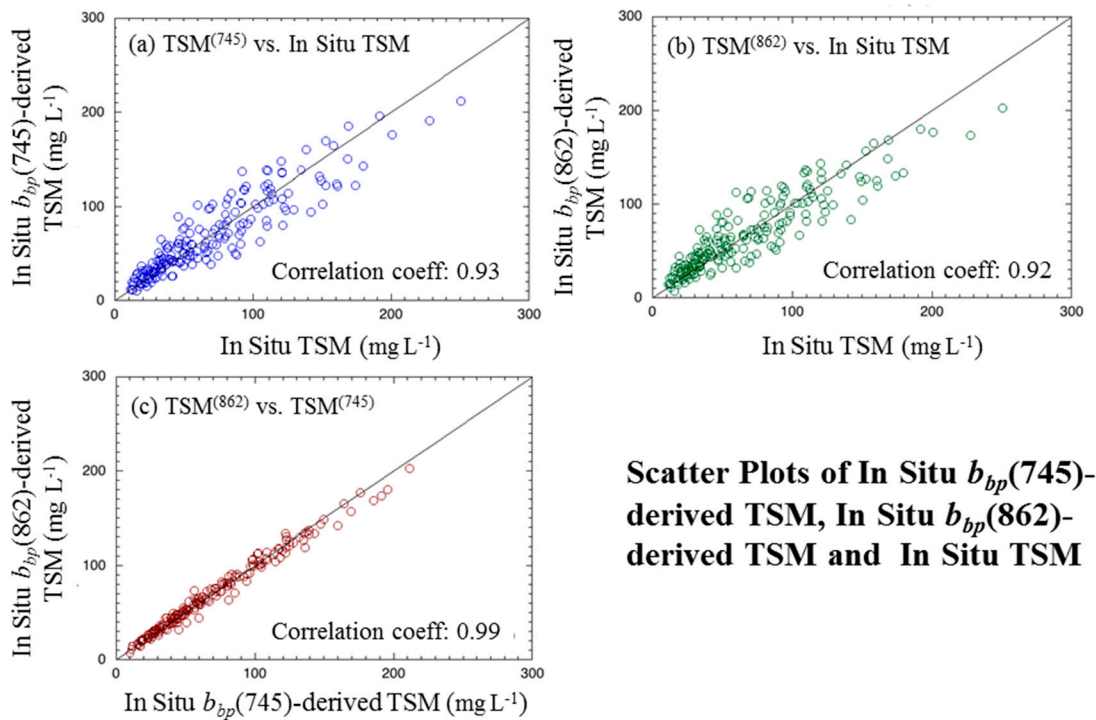 (a) TSM(745) vs. In Situ TSM
In Situ bbp(745)-derived
TSM (mg L-1)
300
200
100
0
Correlation coeff: 0.93
0 100 200 300
In Situ TSM (mg L-1)
(b) TSM(862) vs. In Situ TSM
In Situ bbp(862)-derived
TSM (mg L-1)
300
200
100
0
Correlation coeff: 0.92
0 100 200 300
In Situ TSM (mg L-1)
(c) TSM(862) vs. TSM(745)
In Situ bbp(862)-derived
TSM (mg L-1)
300
200
100
0
Correlation coeff: 0.99
0 100 200 300
In Situ bbp(745)-derived TSM (mg L-1)
Scatter Plots of In Situ bbp(745)-
derived TSM, In Situ bbp(862)-
derived TSM and In Situ TSM